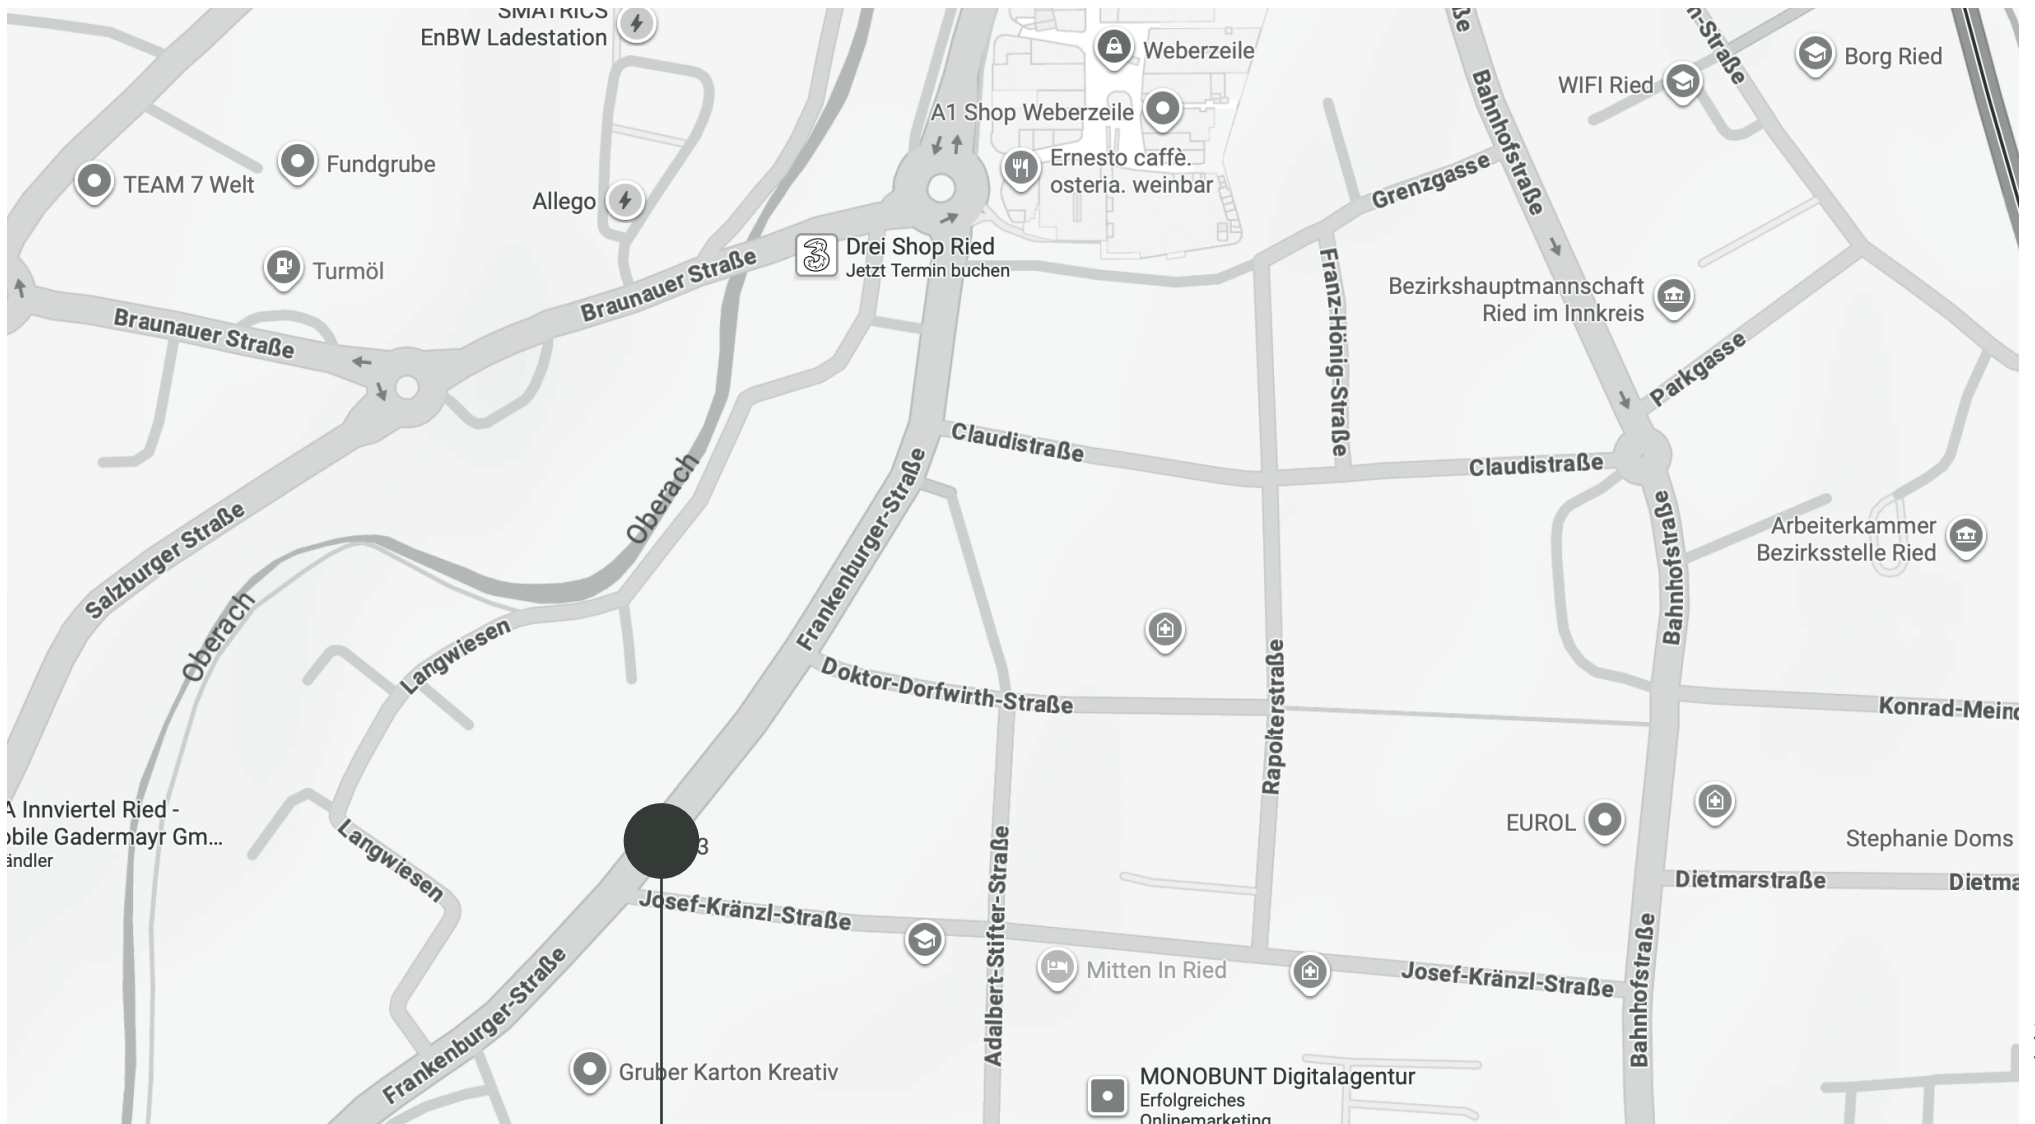 SMATRICS
EnBW Ladestation
Weberzeile
Borg Ried
WIFI Ried
A1 Shop Weberzeile
Bahnhofstraße
Ernesto caffè.
osteria. weinbar
Fundgrube
TEAM 7 Welt
Allego
Grenzgasse
Drei Shop Ried
Jetzt Termin buchen
Turmöl
Braunauer Straße
Braunauer Straße
Franz-Hönig-Straße
Bezirkshauptmannschaft
Ried im Innkreis
Parkgasse
Claudistraße
Claudistraße
Oberach
Frankenburger-Straße
Salzburger Straße
Bahnhofstraße
Arbeiterkammer
Bezirksstelle Ried
Oberach
Langwiesen
Doktor-Dorfwirth-Straße
Rapolterstraße
Konrad-Mein
A Innviertel Ried -
obile Gadermayr Gm...
ändler
3
EUROL
Stephanie Doms
Langwiesen
Dietmarstraße
Dietma
Josef-Kränzl-Straße
Adalbert-Stifter-Straße
Mitten In Ried
Josef-Kränzl-Straße
Bahnhofstraße
Frankenburger-Straße
Gruber Karton Kreativ
MONOBUNT Digitalagentur
Erfolgreiches
Onlinemarketing